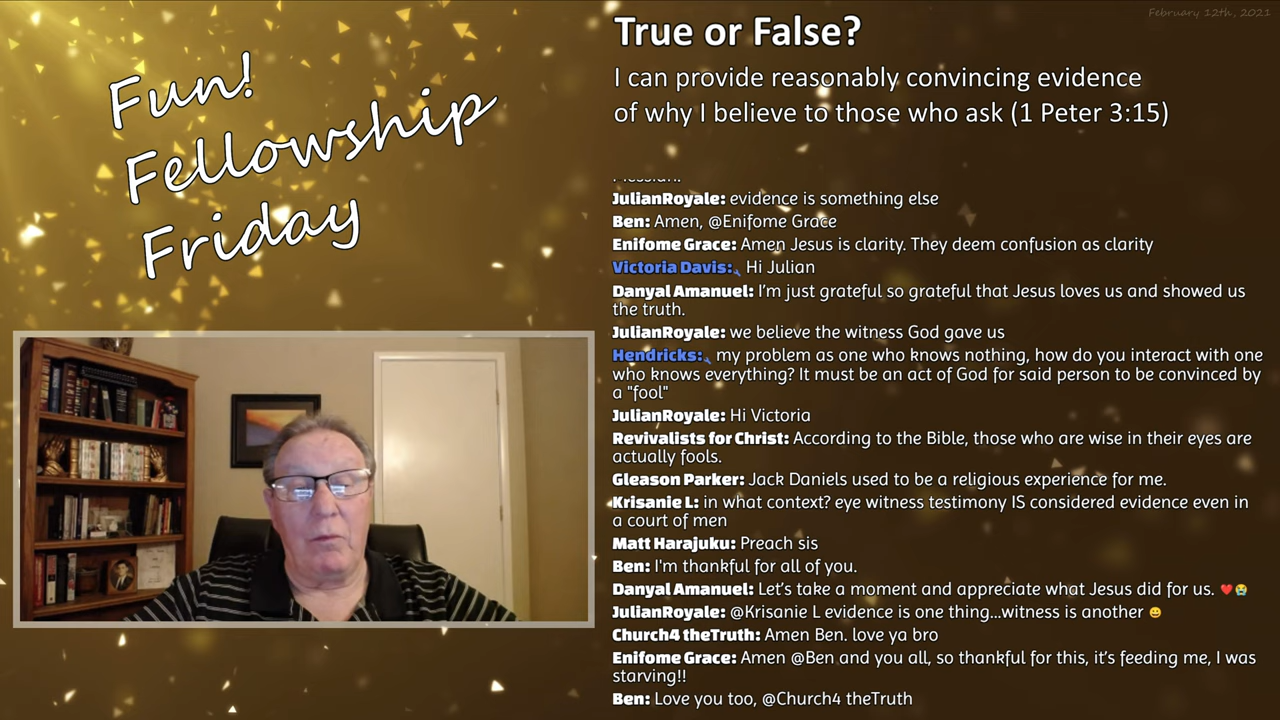 February 12th, 2021
Fun!
Fellowship
Friday
True or False?
I can provide reasonably convincing evidence
of why I believe to those who ask (1 Peter 3:15)
JulianRoyale: evidence is something else
Ben: Amen, @Enifome Grace
Enifome Grace: Amen Jesus is clarity. They deem confusion as clarity
Victoria Davis: Hi Julian
Danyal Amanuel: I'm just grateful so grateful that Jesus loves us and showed us
the truth.
JulianRoyale: we believe the witness God gave us
Hendricks: my problem as one who knows nothing, how do you interact with one
who knows everything? It must be an act of God for said person to be convinced by
a "fool"
JulianRoyale: Hi Victoria
Revivalists for Christ: According to the Bible, those who are wise in their eyes are
actually fools.
Gleason Parker: Jack Daniels used to be a religious experience for me.
Krisanie L: in what context? eye witness testimony IS considered evidence even in
a court of men
Matt Harajuku: Preach sis
Ben: I'm thankful for all of you.
Danyal Amanuel: Let's take a moment and appreciate what Jesus did for us. ❤️😭
JulianRoyale: @Krisanie L evidence is one thing...witness is another 😀
Church4 theTruth: Amen Ben. love ya bro
Enifome Grace: Amen @Ben and you all, so thankful for this, it's feeding me, I was
starving!!
Ben: Love you too, @Church4 theTruth